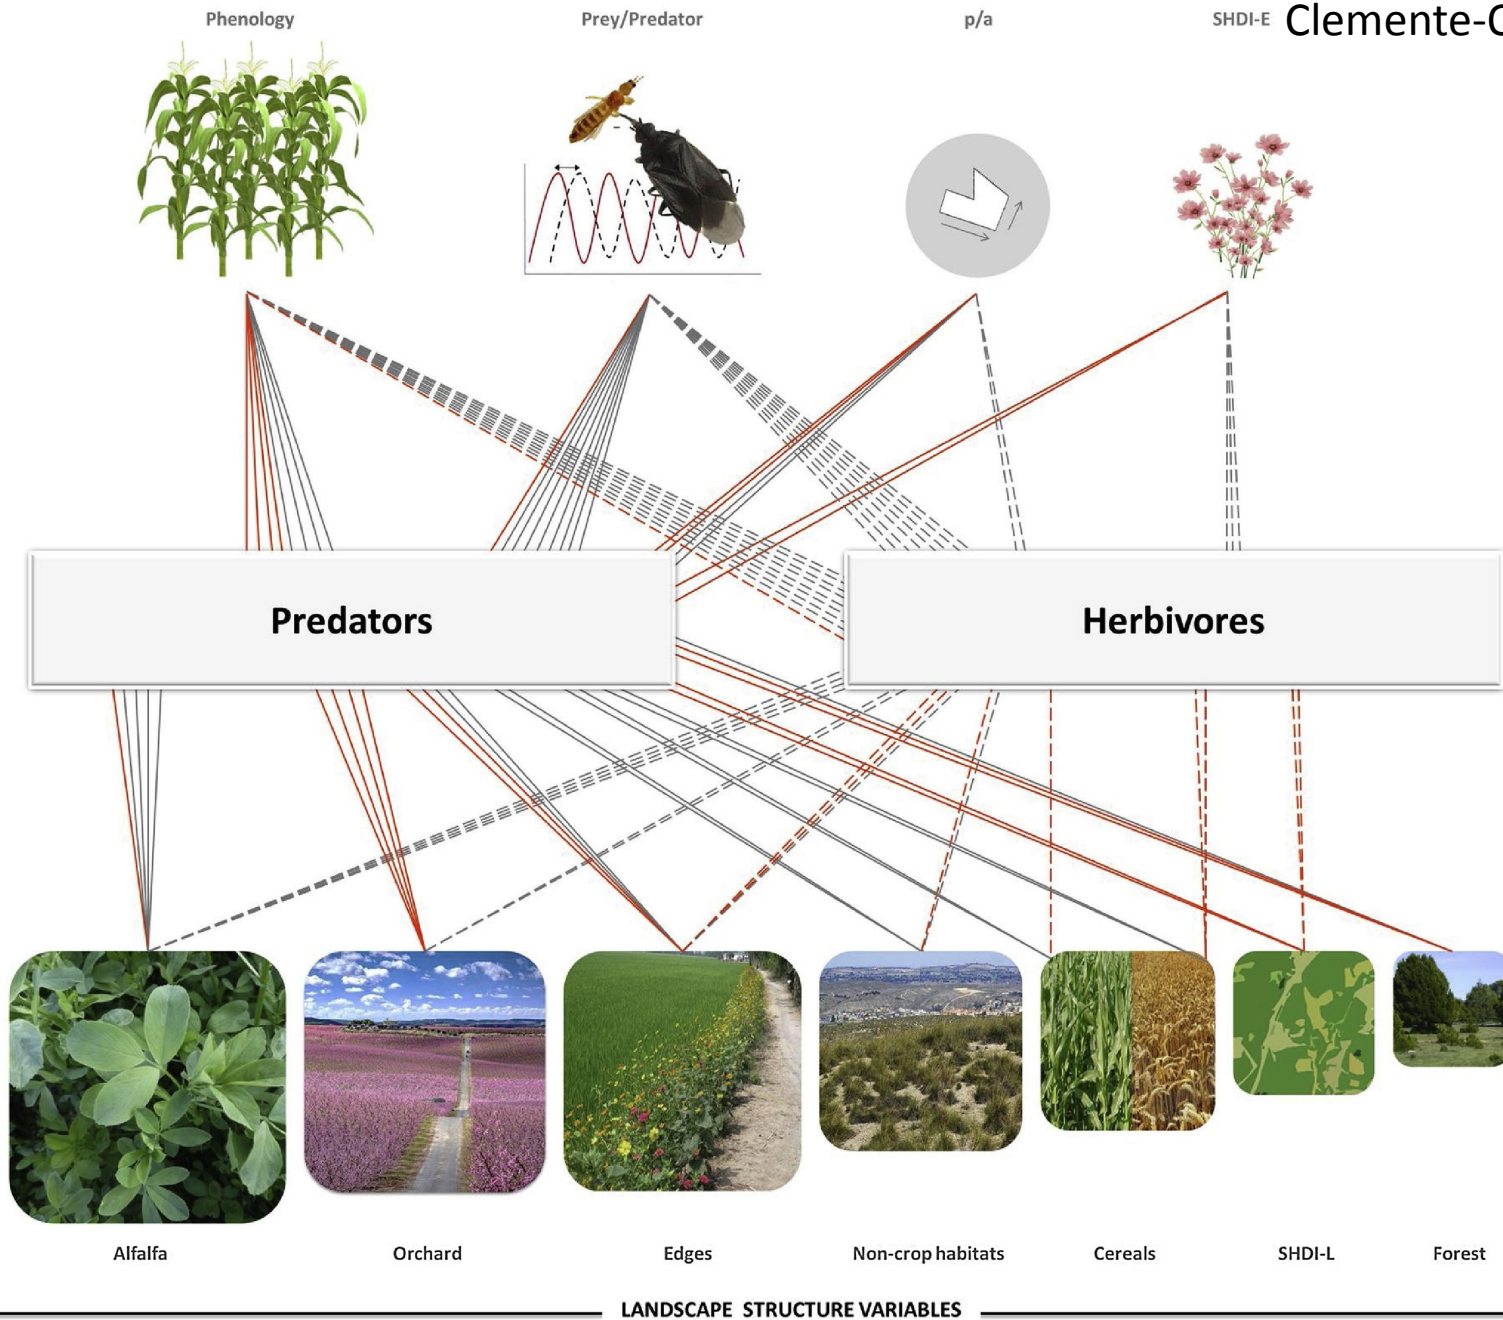 Phenology
Prey/Predator
p/a
SHDI-E
Clemente-
Predators
Herbivores
Alfalfa
Orchard
Edges
Non-crop habitats
Cereals
SHDI-L
Forest
LANDSCAPE STRUCTURE VARIABLES